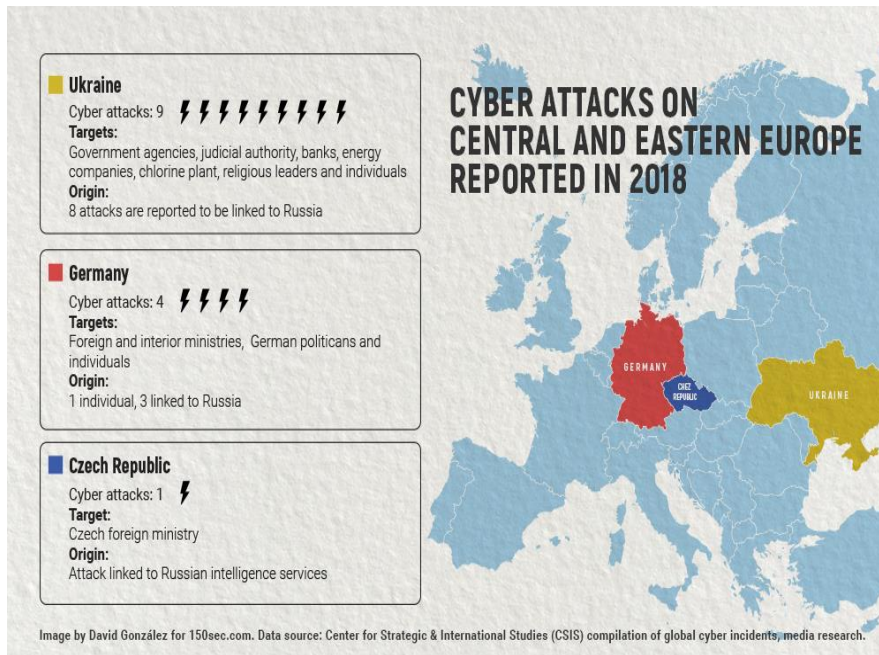 CYBER ATTACKS ON
CENTRAL AND EASTERN EUROPE
REPORTED IN 2018
Ukraine
Cyber attacks: 9
Targets:
Government agencies, judicial authority, banks, energy
companies, chlorine plant, religious leaders and individuals
Origin:
8 attacks are reported to be linked to Russia
Germany
Cyber attacks: 4
Targets:
Foreign and interior ministries, German politicans and
individuals
Origin:
1 individual, 3 linked to Russia
Czech Republic
Cyber attacks: 1
Target:
Czech foreign ministry
Origin:
Attack linked to Russian intelligence services
GERMANY
CHEZ
REPUBLIC
UKRAINE
Image by David González for 150sec.com. Data source: Center for Strategic & International Studies (CSIS) compilation of global cyber incidents, media research.